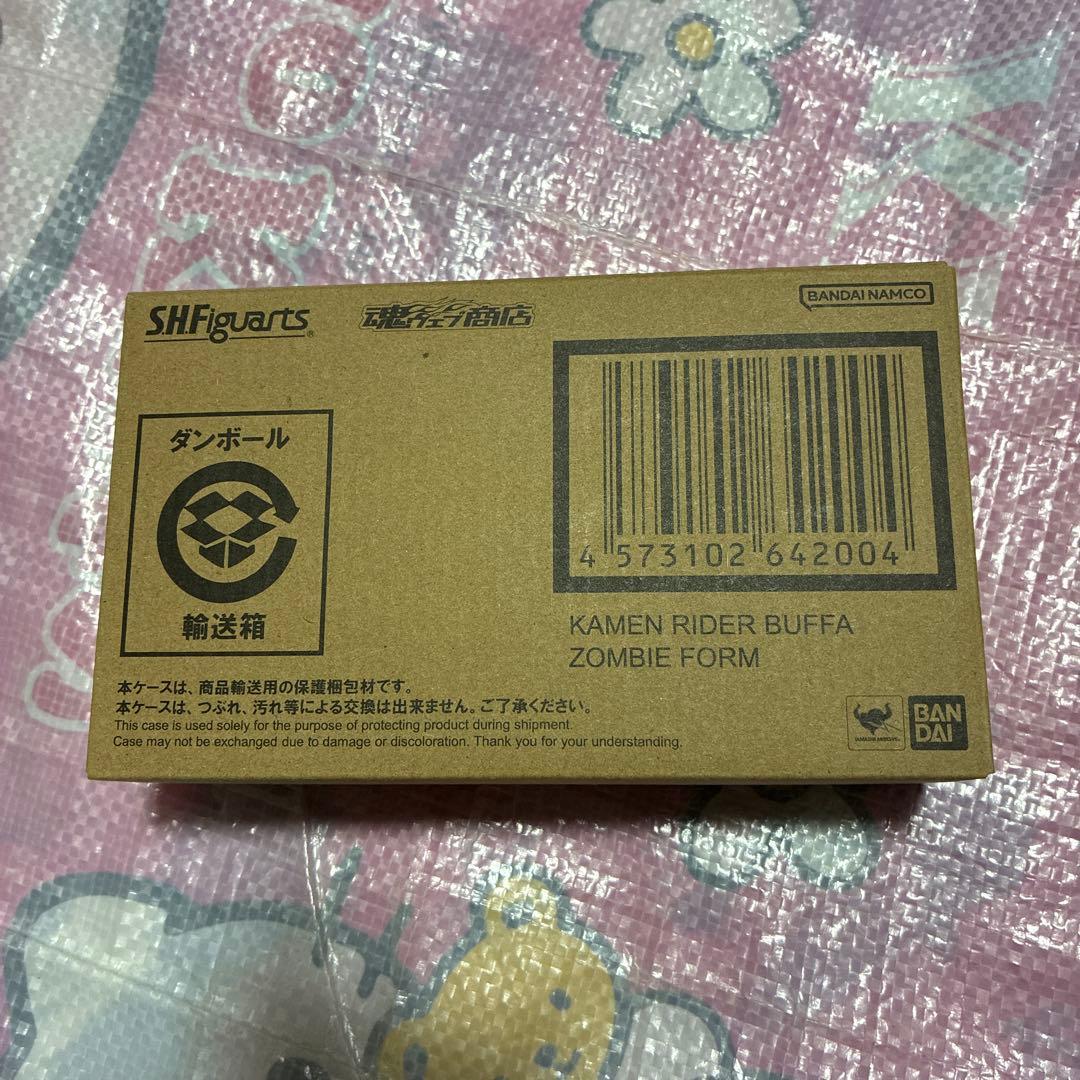 S.H.Figuarts®
魂ウェブ商店
BANDAI NAMCO
ダンボール
輸送箱
4 573102 642004
KAMEN RIDER BUFFA
ZOMBIE FORM
本ケースは、商品輸送用の保護梱包材です。
本ケースは、つぶれ、汚れ等による交換は出来ません。ご了承ください。
This case is used solely for the purpose of protecting product during shipment.
Case may not be exchanged due to damage or discoloration. Thank you for your understanding.
BAN
DAI